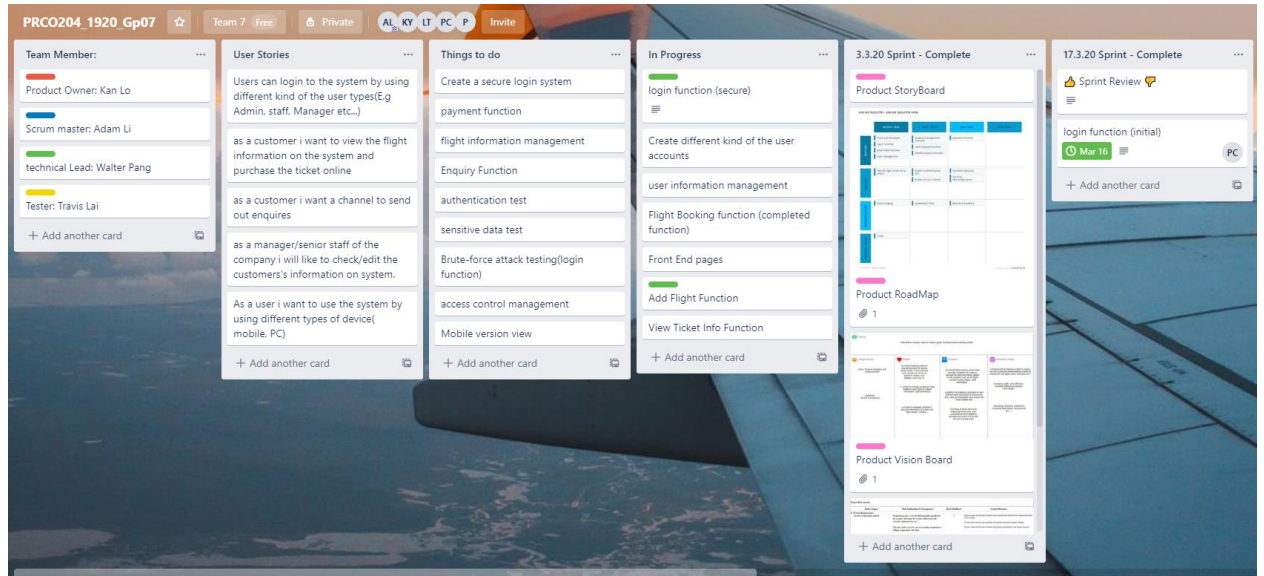 PRCO204_1920_Gp07
Team 7 Free
Private
AL KY LT PC P
Invite
Team Member:
Product Owner: Kan Lo
Scrum master: Adam Li
technical Lead: Walter Pang
Tester: Travis Lai
+ Add another card
User Stories
Users can login to the system by using
different kind of the user types(E.g
Admin, staff, Manager etc...)
as a customer i want to view the flight
information on the system and
purchase the ticket online
as a customer i want a channel to send
out enquires
as a manager/senior staff of the
company i will like to check/edit the
customers's information on system.
As a user i want to use the system by
using different types of device(
mobile, PC)
+ Add another card
Things to do
Create a secure login system
payment function
flight information management
Enquiry Function
authentication test
sensitive data test
Brute-force attack testing(login
function)
access control management
Mobile version view
+ Add another card
In Progress
login function (secure)
Create different kind of the user
accounts
user information management
Flight Booking function (completed
function)
Front End pages
Add Flight Function
View Ticket Info Function
+ Add another card
3.3.20 Sprint - Complete
Product StoryBoard
Product RoadMap
1
Product Vision Board
1
+ Add another card
17.3.20 Sprint - Complete
👍 Sprint Review 👎
login function (initial)
Mar 16
PC
+ Add another card